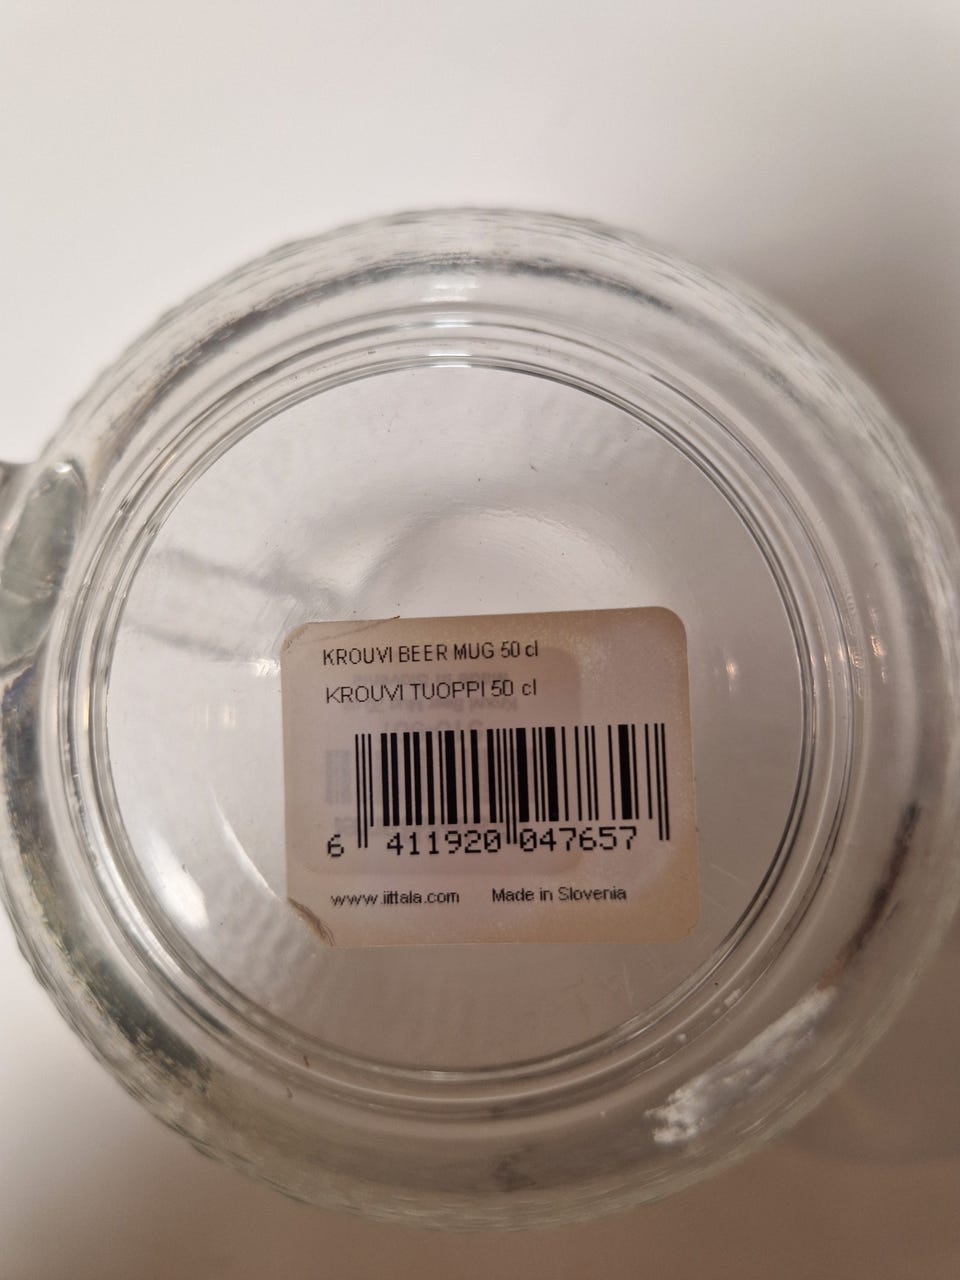 KROUVI BEER MUG 50 cl
KROUVI TUOPPI 50 cl
6 411920 047657
www.iittala.com Made in Slovenia